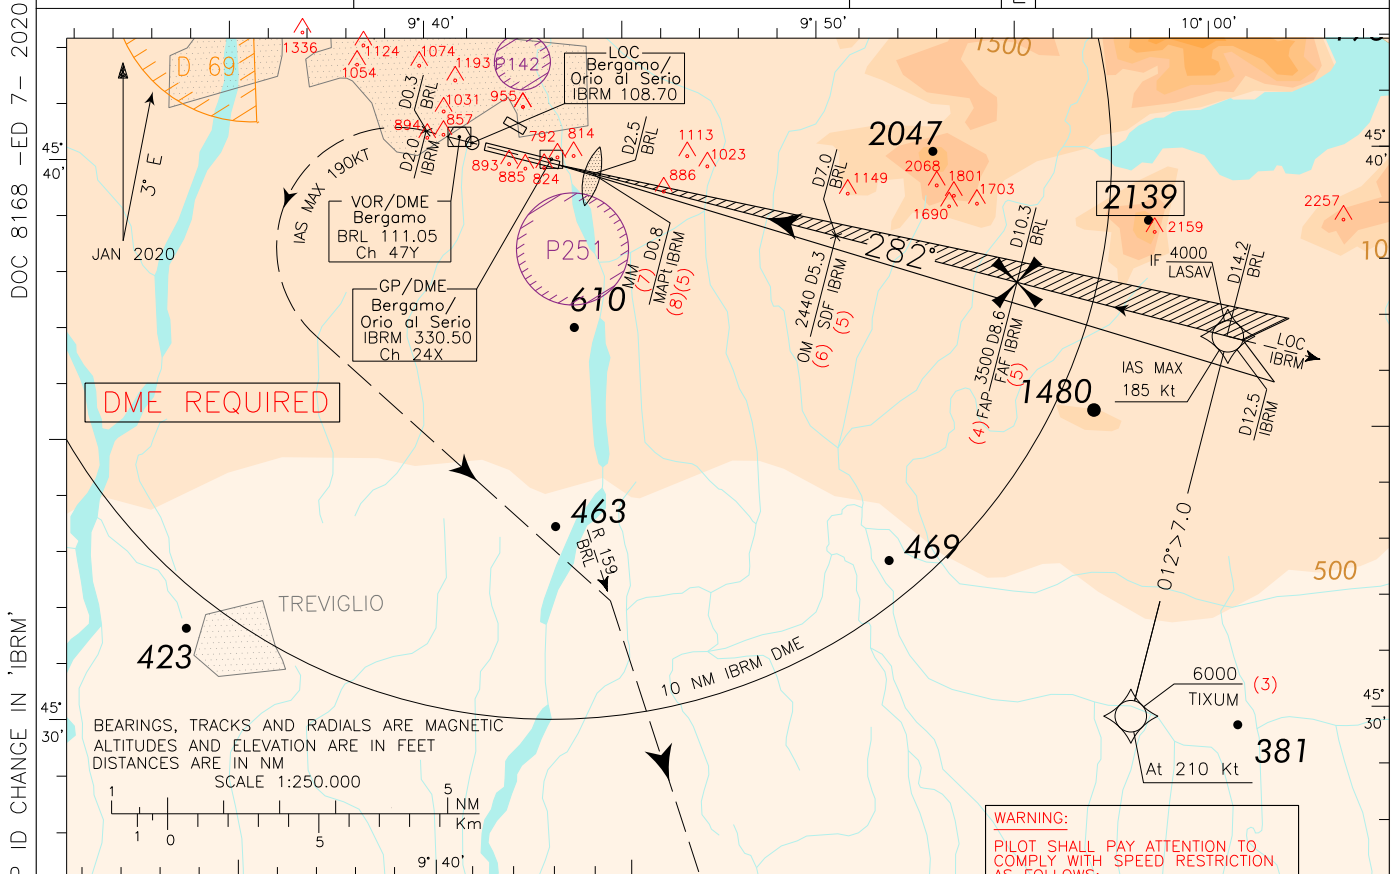 DOC 8168 -ED 7- 2020
P ID CHANGE IN 'IBRM'
9° 40'
9° 50'
10° 00'
1336
1124
1054
1074
1193
D 69
P142
LOC
Bergamo/
Orio al Serio
IBRM 108.70
1500
D0.3
BRL
1031
955
894
857
D2.0
IBRM
792
814
893
885
824
D2.5
BRL
1113
1023
886
D7.0
BRL
1149
2047
2068
1801
1703
1690
2139
2159
2257
10
45°
40'
45°
40'
3° E
JAN 2020
IAS MAX 190KT
VOR/DME
Bergamo
BRL 111.05
Ch 47Y
GP/DME
Bergamo/
Orio al Serio
IBRM 330.50
Ch 24X
P251
610
MM
(7)
D0.8
MAPt IBRM
(8)(5)
282°
OM
(6)
2440 D5.3
SDF IBRM
(5)
D10.3
BRL
(4)
FAP
3500 D8.6
FAF IBRM
(5)
IF
4000
LASAV
D14.2
BRL
LOC
IBRM
IAS MAX
185 Kt
D12.5
IBRM
1480
DME REQUIRED
463
R 159
BRL
469
500
012°>7.0
TREVIGLIO
423
10 NM IBRM DME
6000
(3)
TIXUM
381
At 210 Kt
45°
30'
45°
30'
BEARINGS, TRACKS AND RADIALS ARE MAGNETIC
ALTITUDES AND ELEVATION ARE IN FEET
DISTANCES ARE IN NM
SCALE 1:250.000
1
5
NM
Km
1
0
5
9° 40'
WARNING:
PILOT SHALL PAY ATTENTION TO
COMPLY WITH SPEED RESTRICTION
AS FOLLOWS: